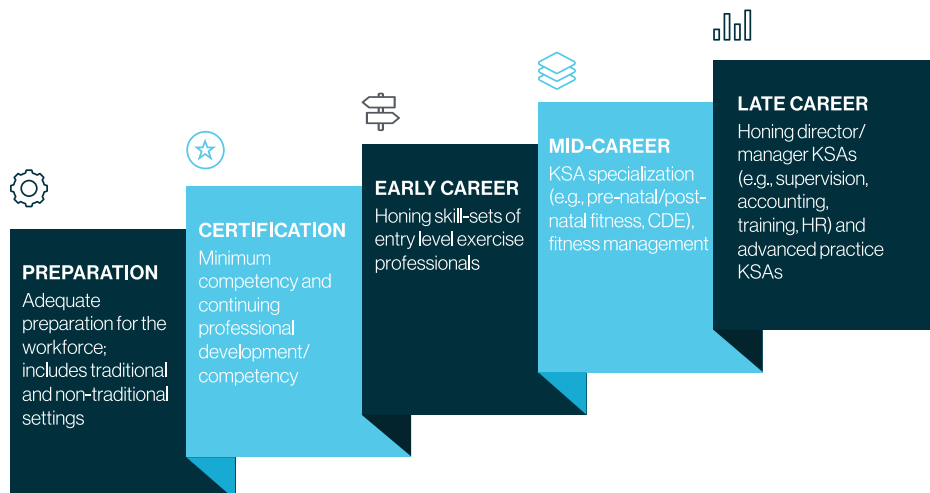 PREPARATION
Adequate
preparation for the
workforce;
includes traditional
and non-traditional
settings
CERTIFICATION
Minimum
competency and
continuing
professional
development/
competency
EARLY CAREER
Honing skill-sets of
entry level exercise
professionals
MID-CAREER
KSA specialization
(e.g., pre-natal/post-
natal fitness, CDE),
fitness management
LATE CAREER
Honing director/
manager KSAs
(e.g., supervision,
accounting,
training, HR) and
advanced practice
KSAs